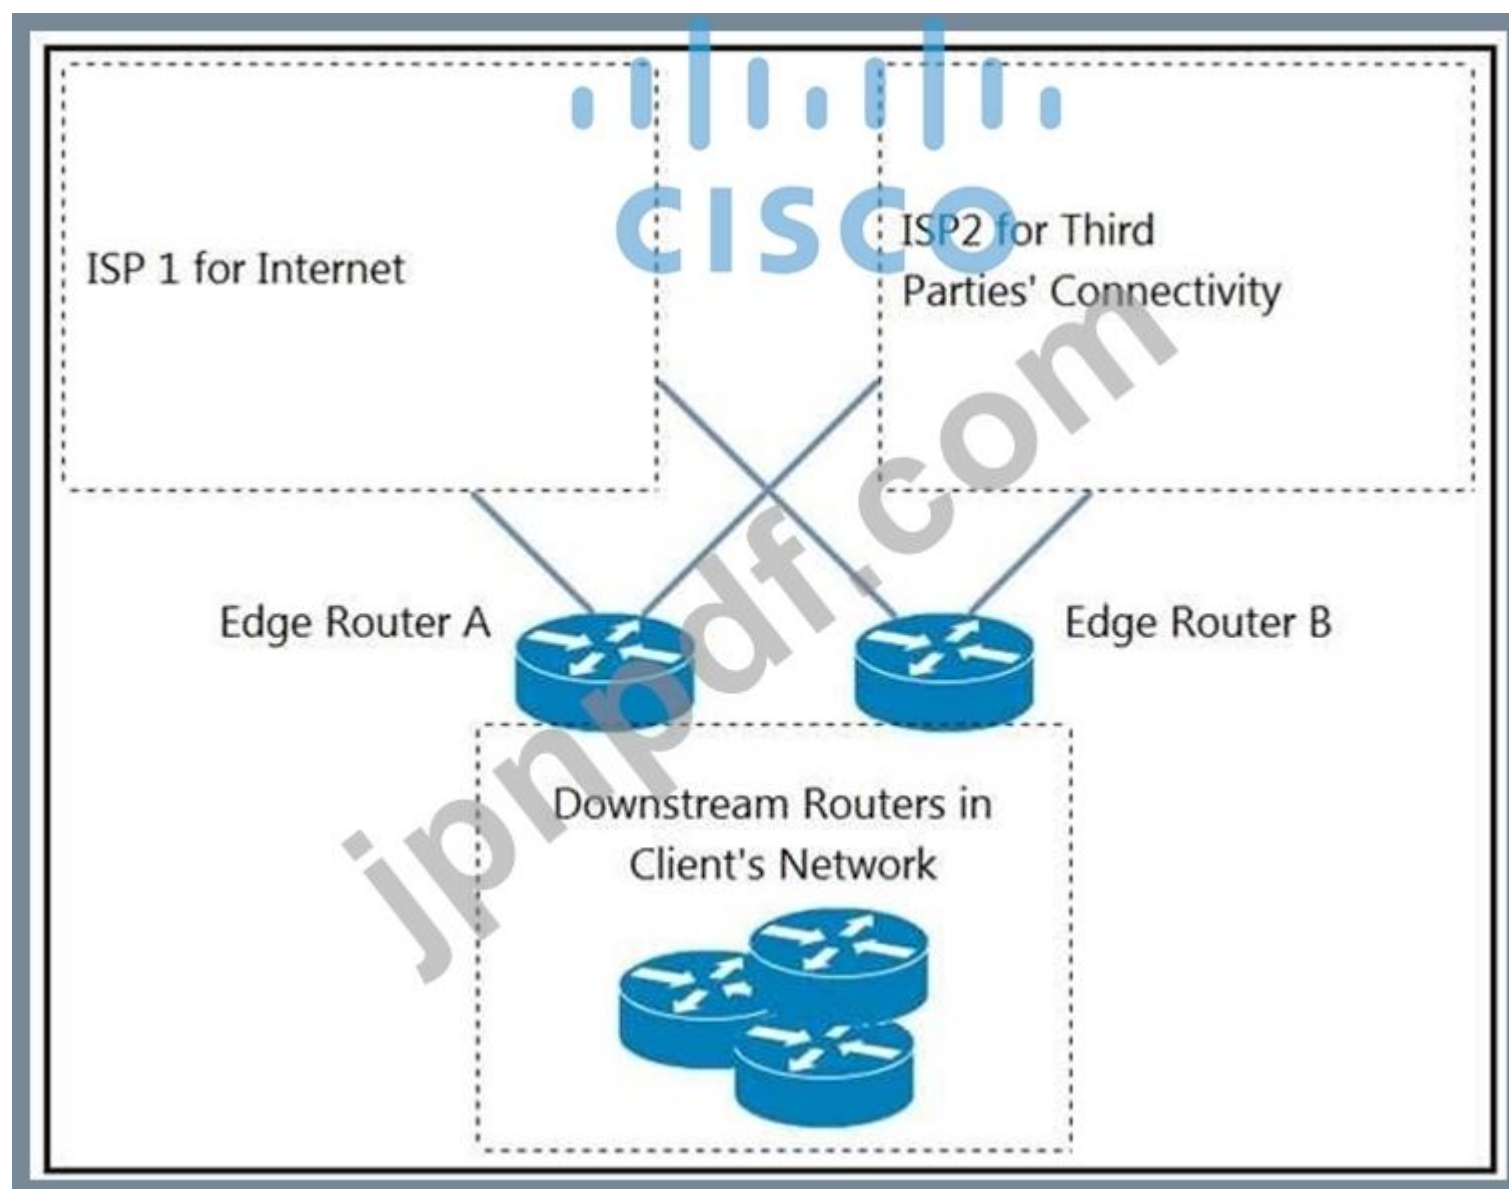 CISCO
ISP 1 for Internet
ISP2 for Third
Parties' Connectivity
Edge Router A
Edge Router B
Downstream Routers in
Client's Network
jpnpdf.com